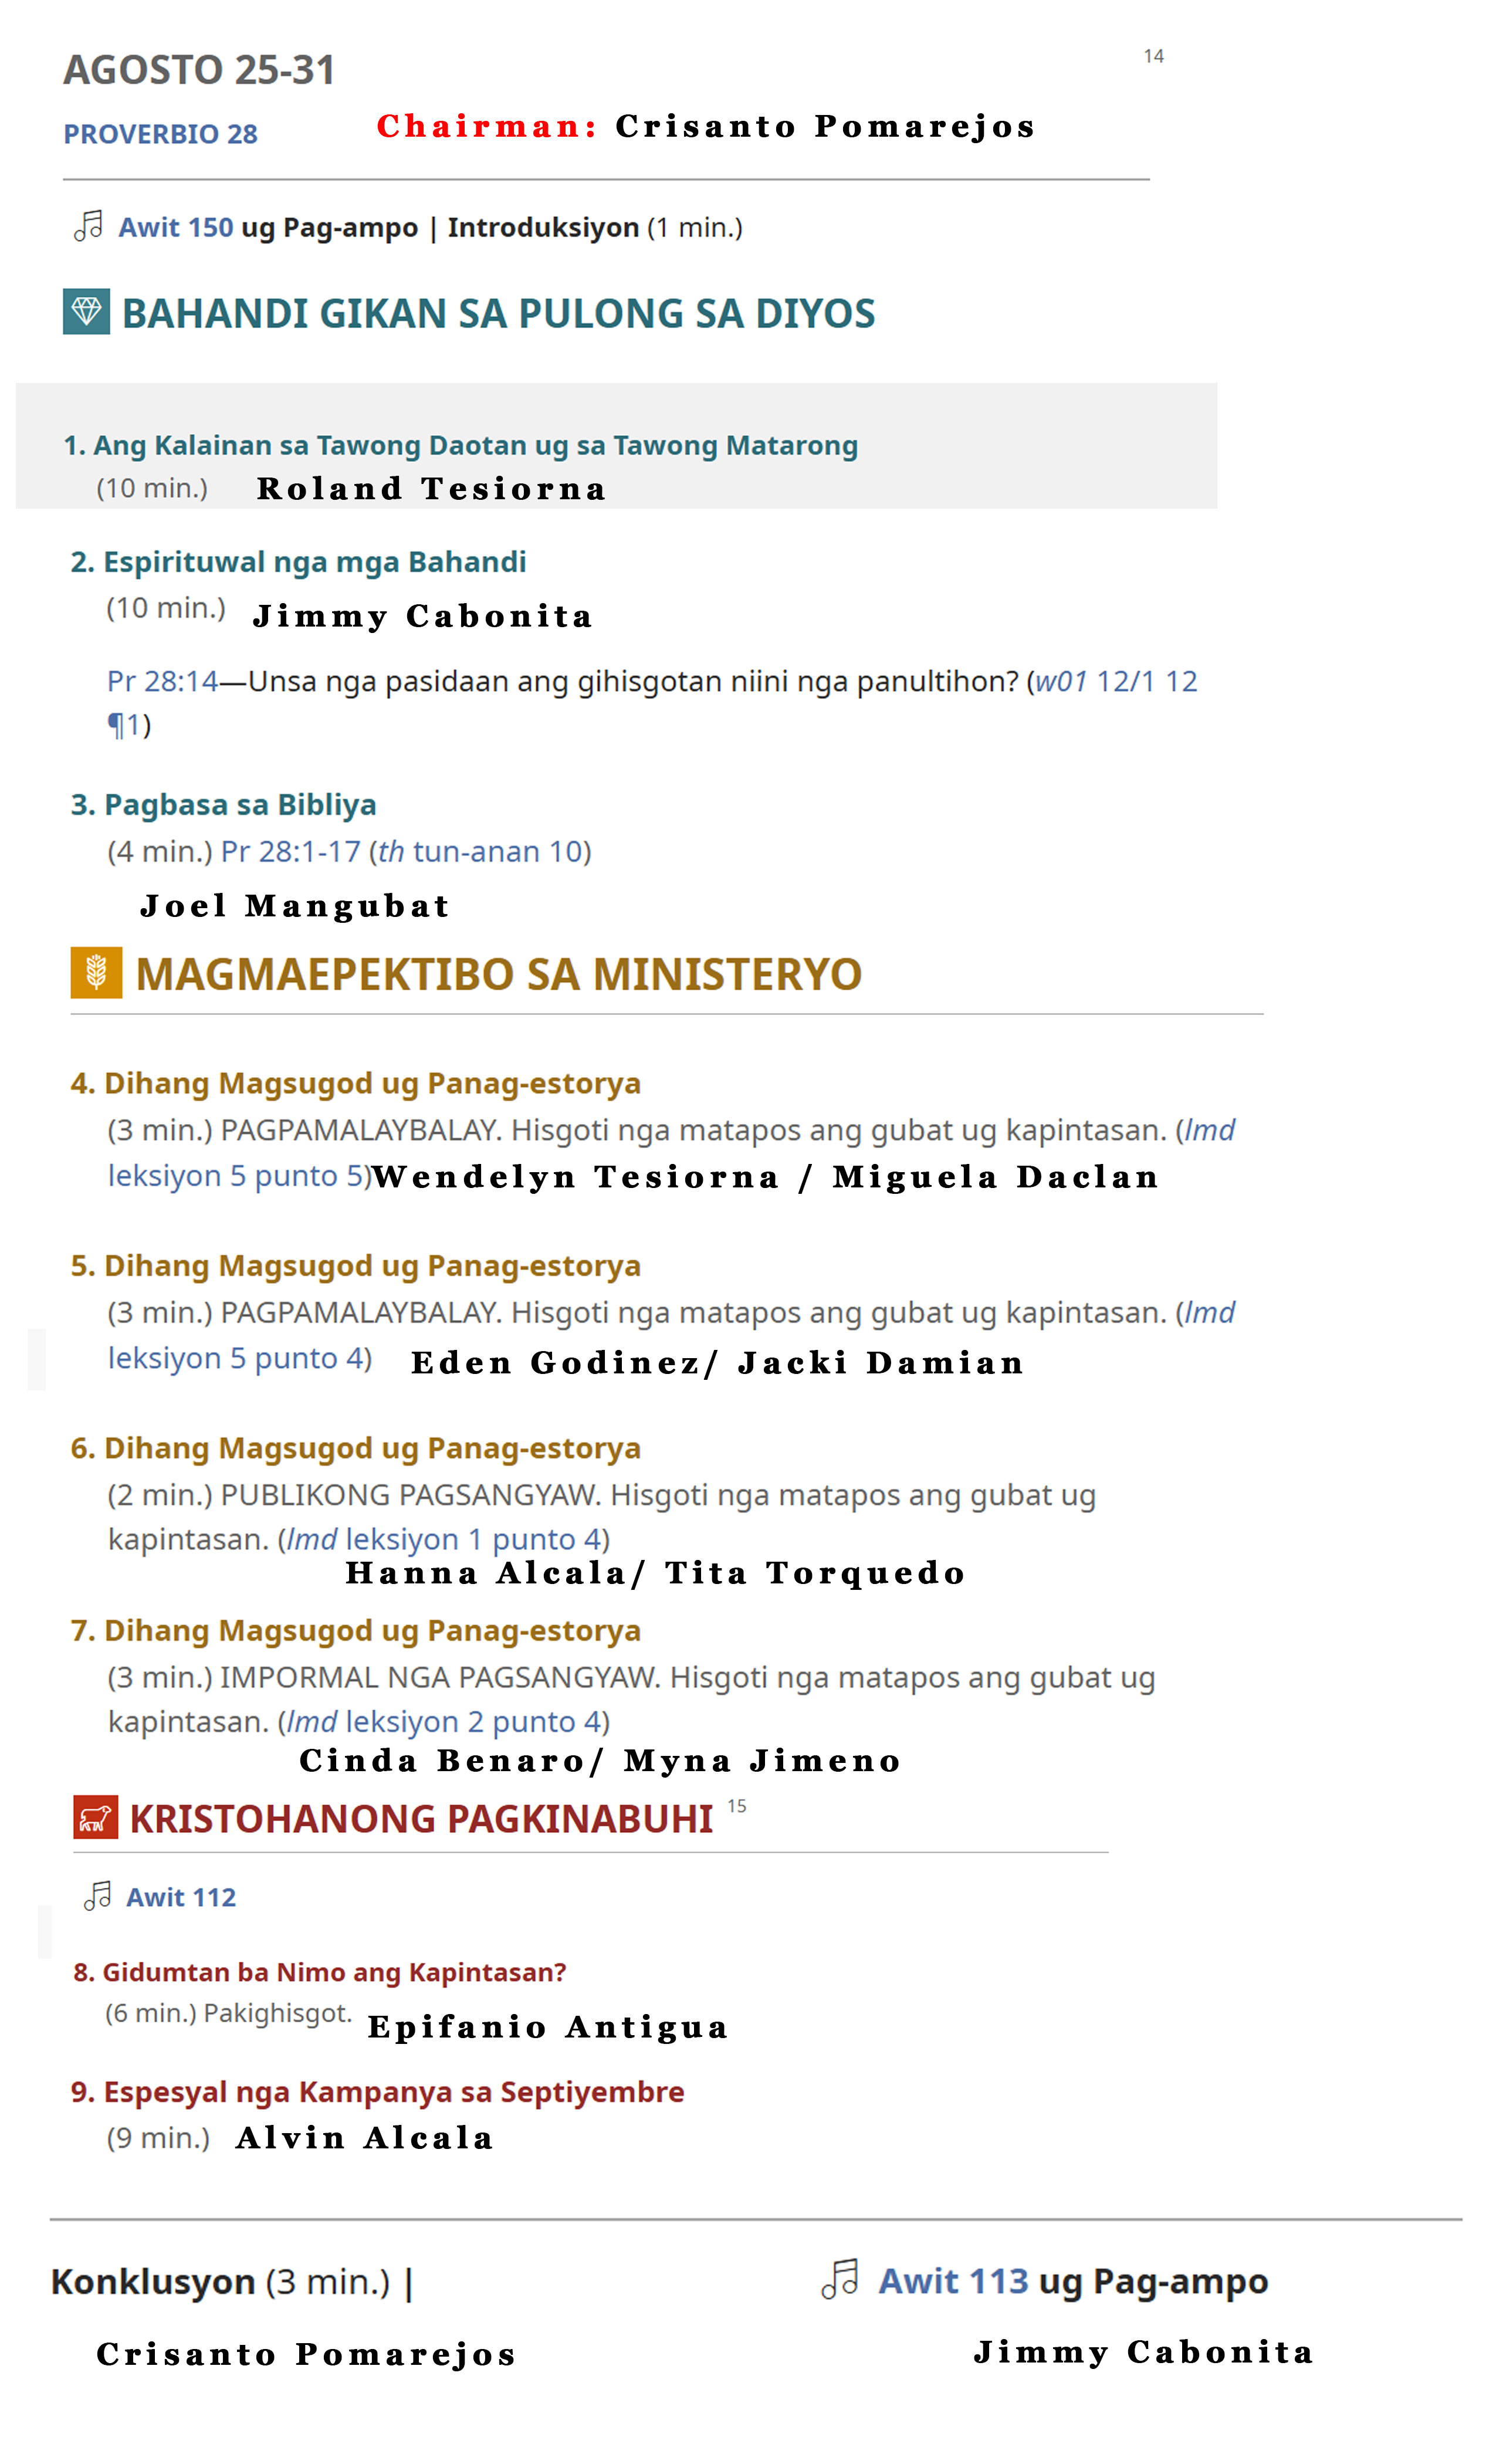 AGOSTO 25-31
14
PROVERBIO 28
Chairman: Crisanto Pomarejos
Awit 150 ug Pag-ampo | Introduksiyon (1 min.)
BAHANDI GIKAN SA PULONG SA DIYOS
1. Ang Kalainan sa Tawong Daotan ug sa Tawong Matarong
(10 min.) Roland Tesiorna
2. Espirituwal nga mga Bahandi
(10 min.) Jimmy Cabonita
Pr 28:14—Unsa nga pasidaan ang gihisgotan niini nga panultihon? (w01 12/1 12
¶1)
3. Pagbasa sa Bibliya
(4 min.) Pr 28:1-17 (th tun-anan 10)
Joel Mangubat
MAGMAEPEKTIBO SA MINISTERYO
4. Dihang Magsugod ug Panag-estorya
(3 min.) PAGPAMALAYBALAY. Hisgoti nga matapos ang gubat ug kapintasan. (lmd
leksiyon 5 punto 5)Wendelyn Tesiorna / Miguela Daclan
5. Dihang Magsugod ug Panag-estorya
(3 min.) PAGPAMALAYBALAY. Hisgoti nga matapos ang gubat ug kapintasan. (lmd
leksiyon 5 punto 4) Eden Godinez/ Jacki Damian
6. Dihang Magsugod ug Panag-estorya
(2 min.) PUBLIKONG PAGSANGYAW. Hisgoti nga matapos ang gubat ug
kapintasan. (lmd leksiyon 1 punto 4)
Hanna Alcala/ Tita Torquedo
7. Dihang Magsugod ug Panag-estorya
(3 min.) IMPORMAL NGA PAGSANGYAW. Hisgoti nga matapos ang gubat ug
kapintasan. (lmd leksiyon 2 punto 4)
Cinda Benaro/ Myna Jimeno
KRISTOHANONG PAGKINABUHI 15
Awit 112
8. Gidumtan ba Nimo ang Kapintasan?
(6 min.) Pakighisgot. Epifanio Antigua
9. Espesyal nga Kampanya sa Septiyembre
(9 min.) Alvin Alcala
Konklusyon (3 min.) | Awit 113 ug Pag-ampo
Crisanto Pomarejos Jimmy Cabonita